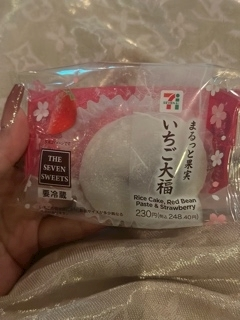 まるっと果実
いちご大福
Rice Cake, Red Bean
Paste & Strawberry
230円(税込248.40円)
THE
SEVEN
SWEETS
要冷蔵